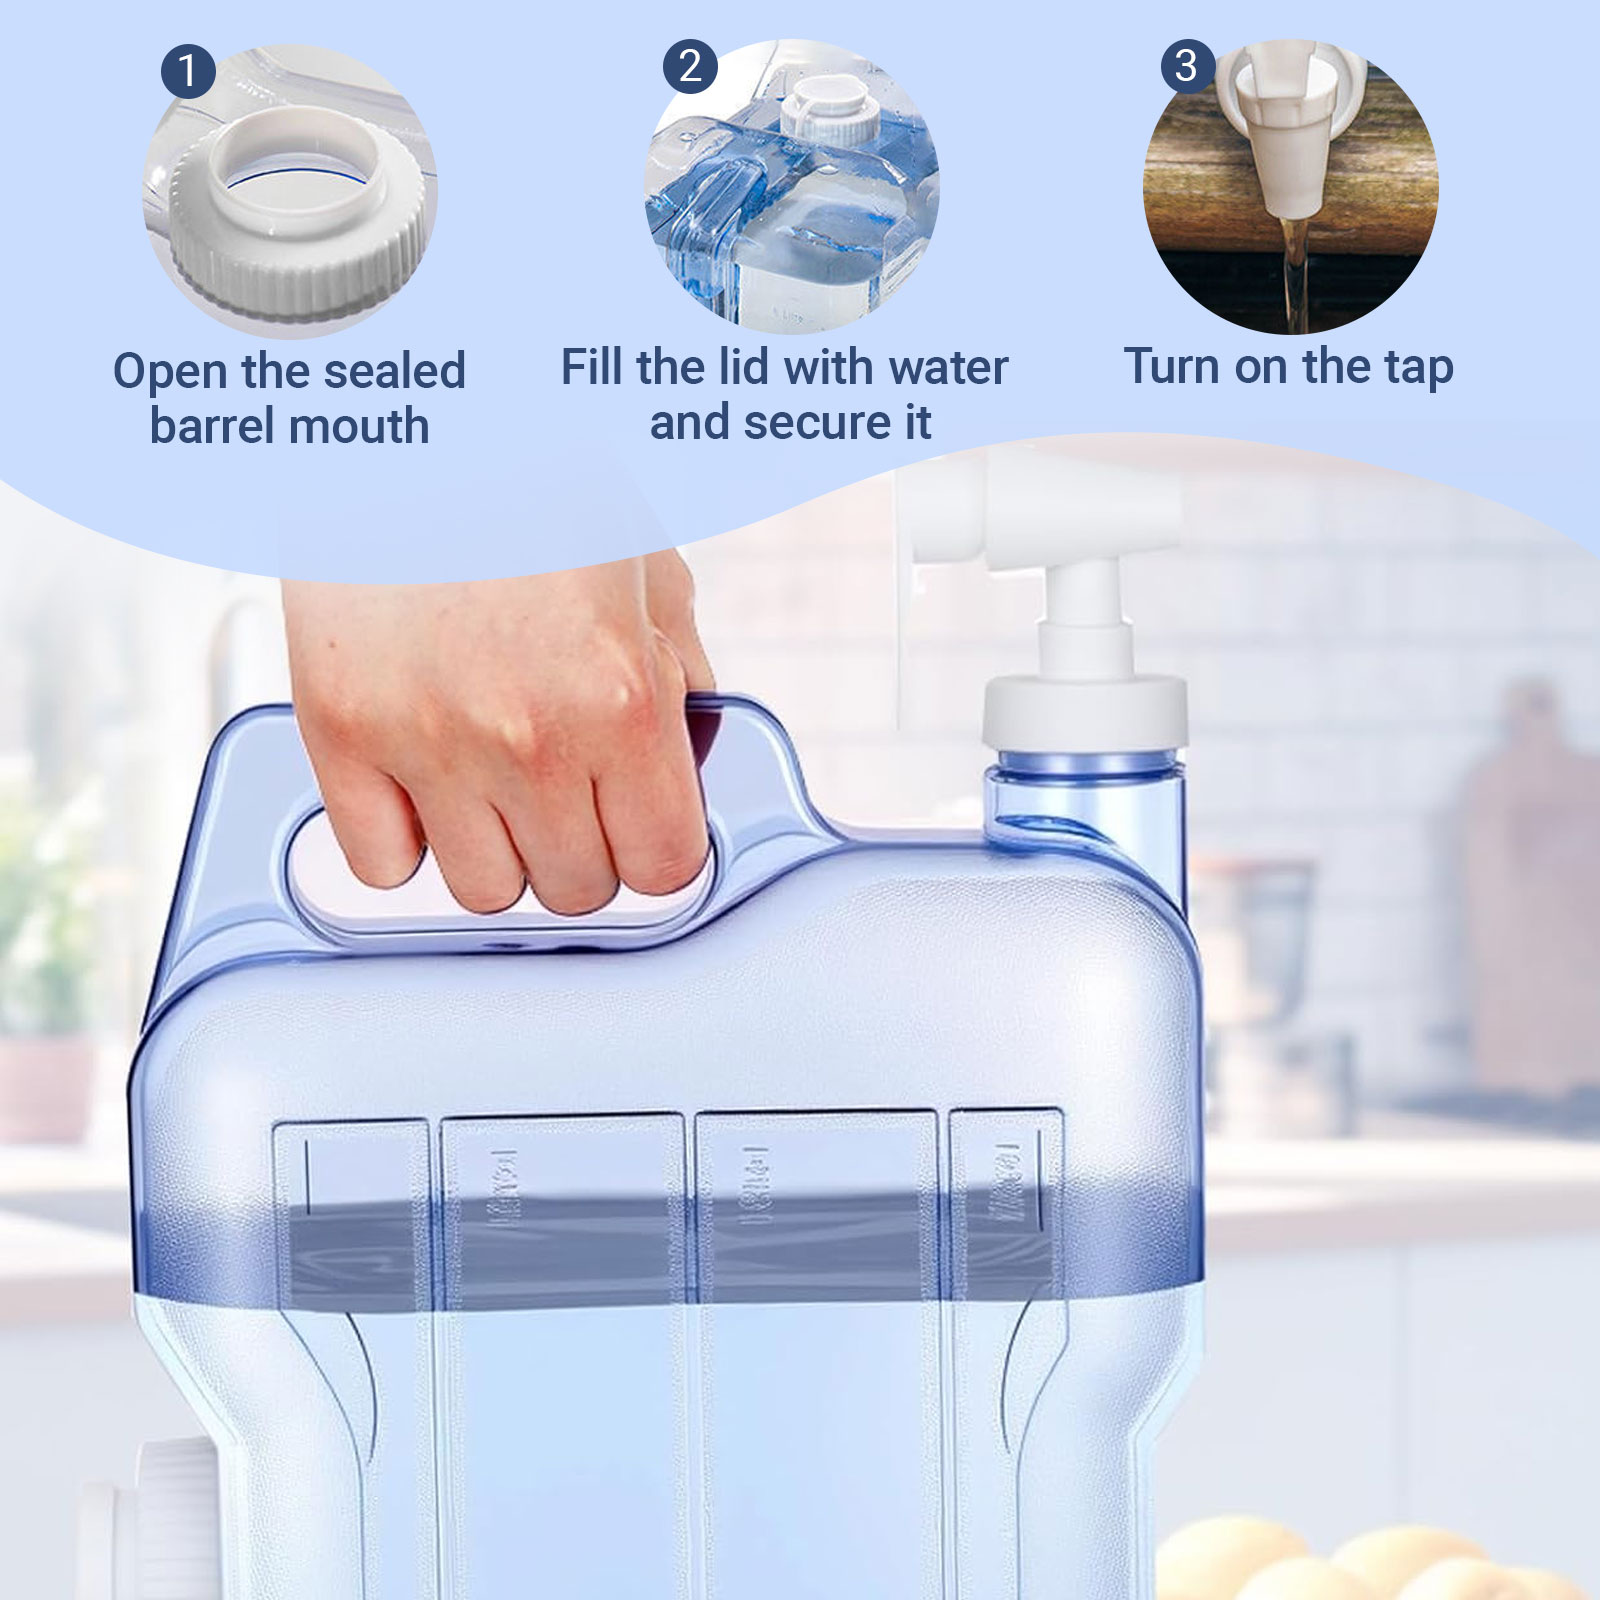 1
Open the sealed
barrel mouth
2
Fill the lid with water
and secure it
3
Turn on the tap